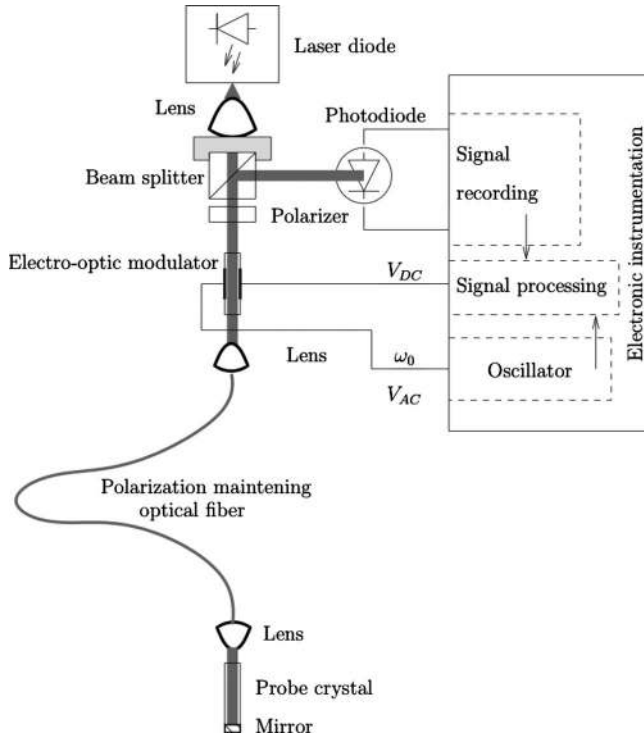 Laser diode
Lens
Photodiode
Signal
recording
Beam splitter
Polarizer
Electro-optic modulator
V_DC
Signal processing
Electronic instrumentation
Lens
ω₀
Oscillator
V_AC
Polarization maintening
optical fiber
Lens
Probe crystal
Mirror